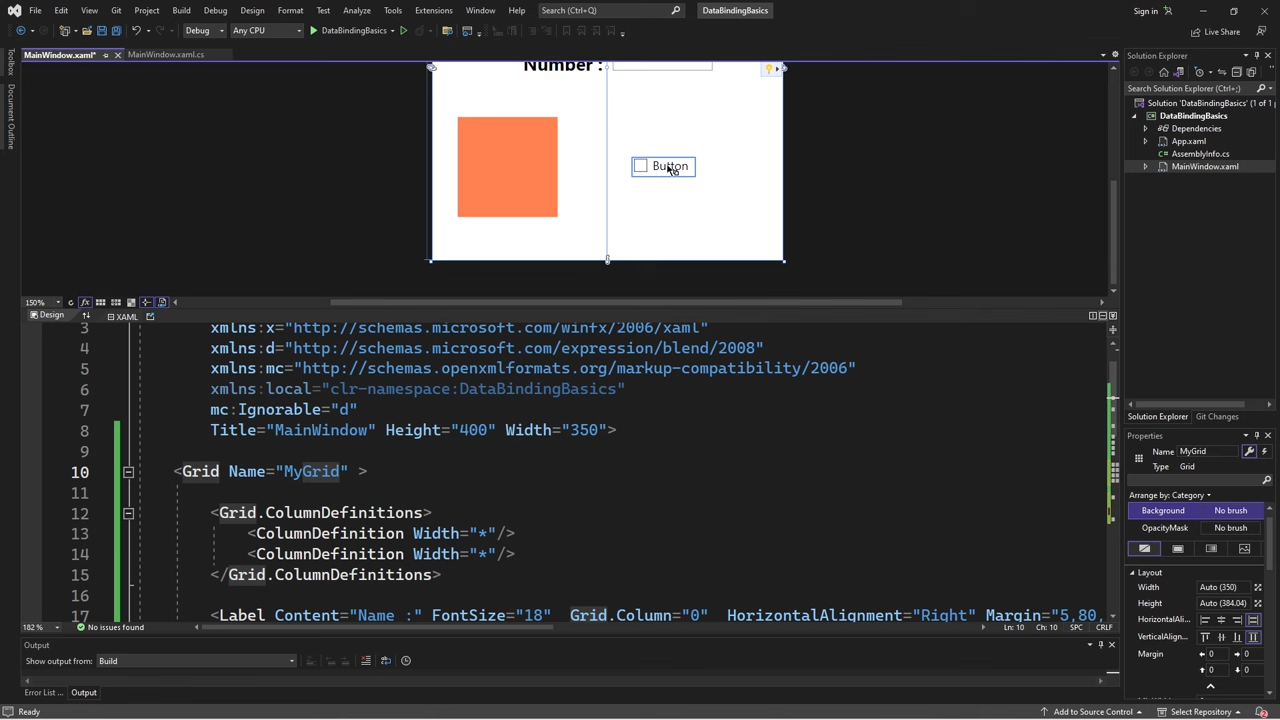 File Edit View Git Project Build Debug Design Format Test Analyze Tools Extensions Window Help Search (Ctrl+Q) DataBindingBasics Sign in
Debug Any CPU DataBindingBasics Live Share
MainWindow.xaml* MainWindow.xaml.cs
Toolbox
Document Outline
Number :
Button
150%
Design XAML
3 xmlns:x="http://schemas.microsoft.com/winfx/2006/xaml"
4 xmlns:d="http://schemas.microsoft.com/expression/blend/2008"
5 xmlns:mc="http://schemas.openxmlformats.org/markup-compatibility/2006"
6 xmlns:local="clr-namespace:DataBindingBasics"
7 mc:Ignorable="d"
8 Title="MainWindow" Height="400" Width="350">
9
10 <Grid Name="MyGrid" >
11
12 <Grid.ColumnDefinitions>
13 <ColumnDefinition Width="*"/>
14 <ColumnDefinition Width="*"/>
15 </Grid.ColumnDefinitions>
16
17 <Label Content="Name :" FontSize="18" Grid.Column="0" HorizontalAlignment="Right" Margin="5,80,
182 % No issues found Ln: 10 Ch: 10 SPC CRLF
Output
Show output from: Build
Error List ... Output
Ready Add to Source Control Select Repository 2
Solution Explorer
Search Solution Explorer (Ctrl+;)
Solution 'DataBindingBasics' (1 of 1
DataBindingBasics
Dependencies
App.xaml
AssemblyInfo.cs
MainWindow.xaml
Solution Explorer Git Changes
Properties
Name MyGrid
Type Grid
Arrange by: Category
Background No brush
OpacityMask No brush
Layout
Width Auto (350)
Height Auto (384.04)
HorizontalAli...
VerticalAlign...
Margin 0 0
0 0